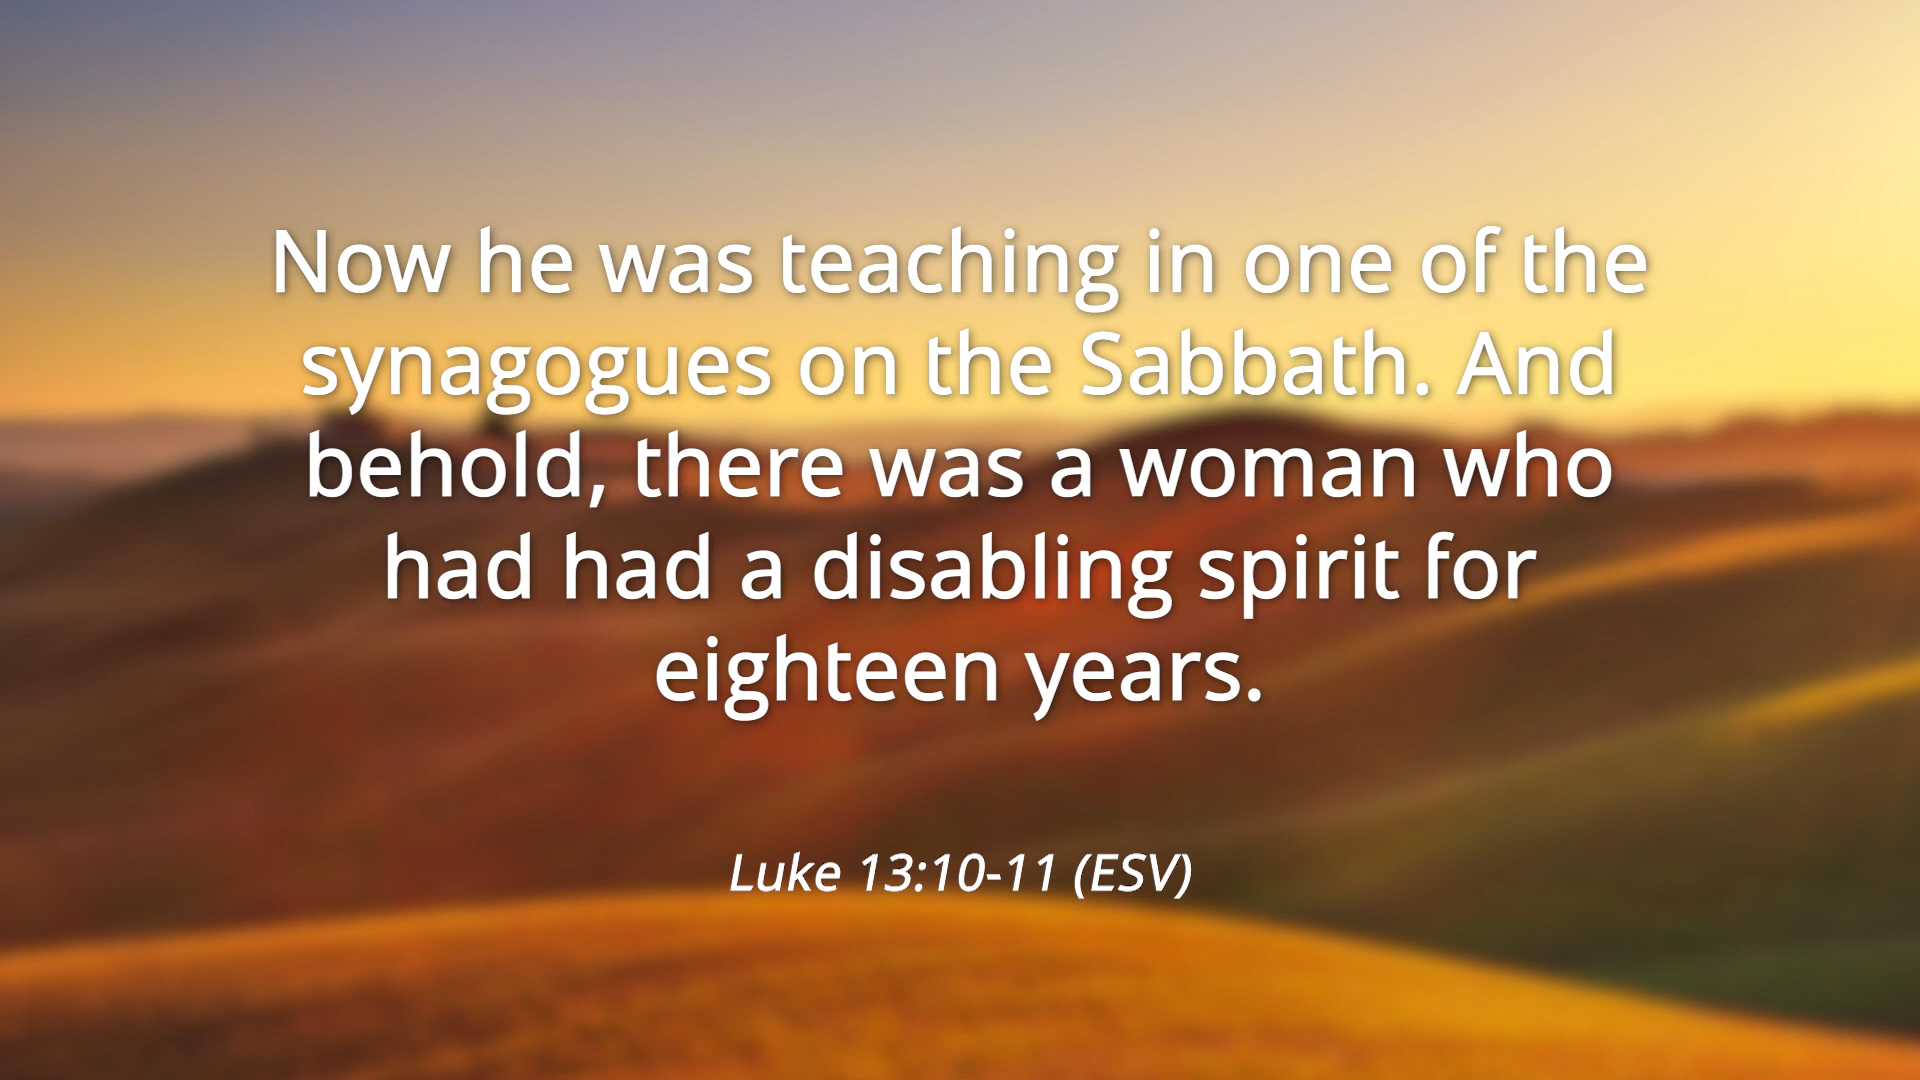 Now he was teaching in one of the
synagogues on the Sabbath. And
behold, there was a woman who
had had a disabling spirit for
eighteen years.
Luke 13:10-11 (ESV)